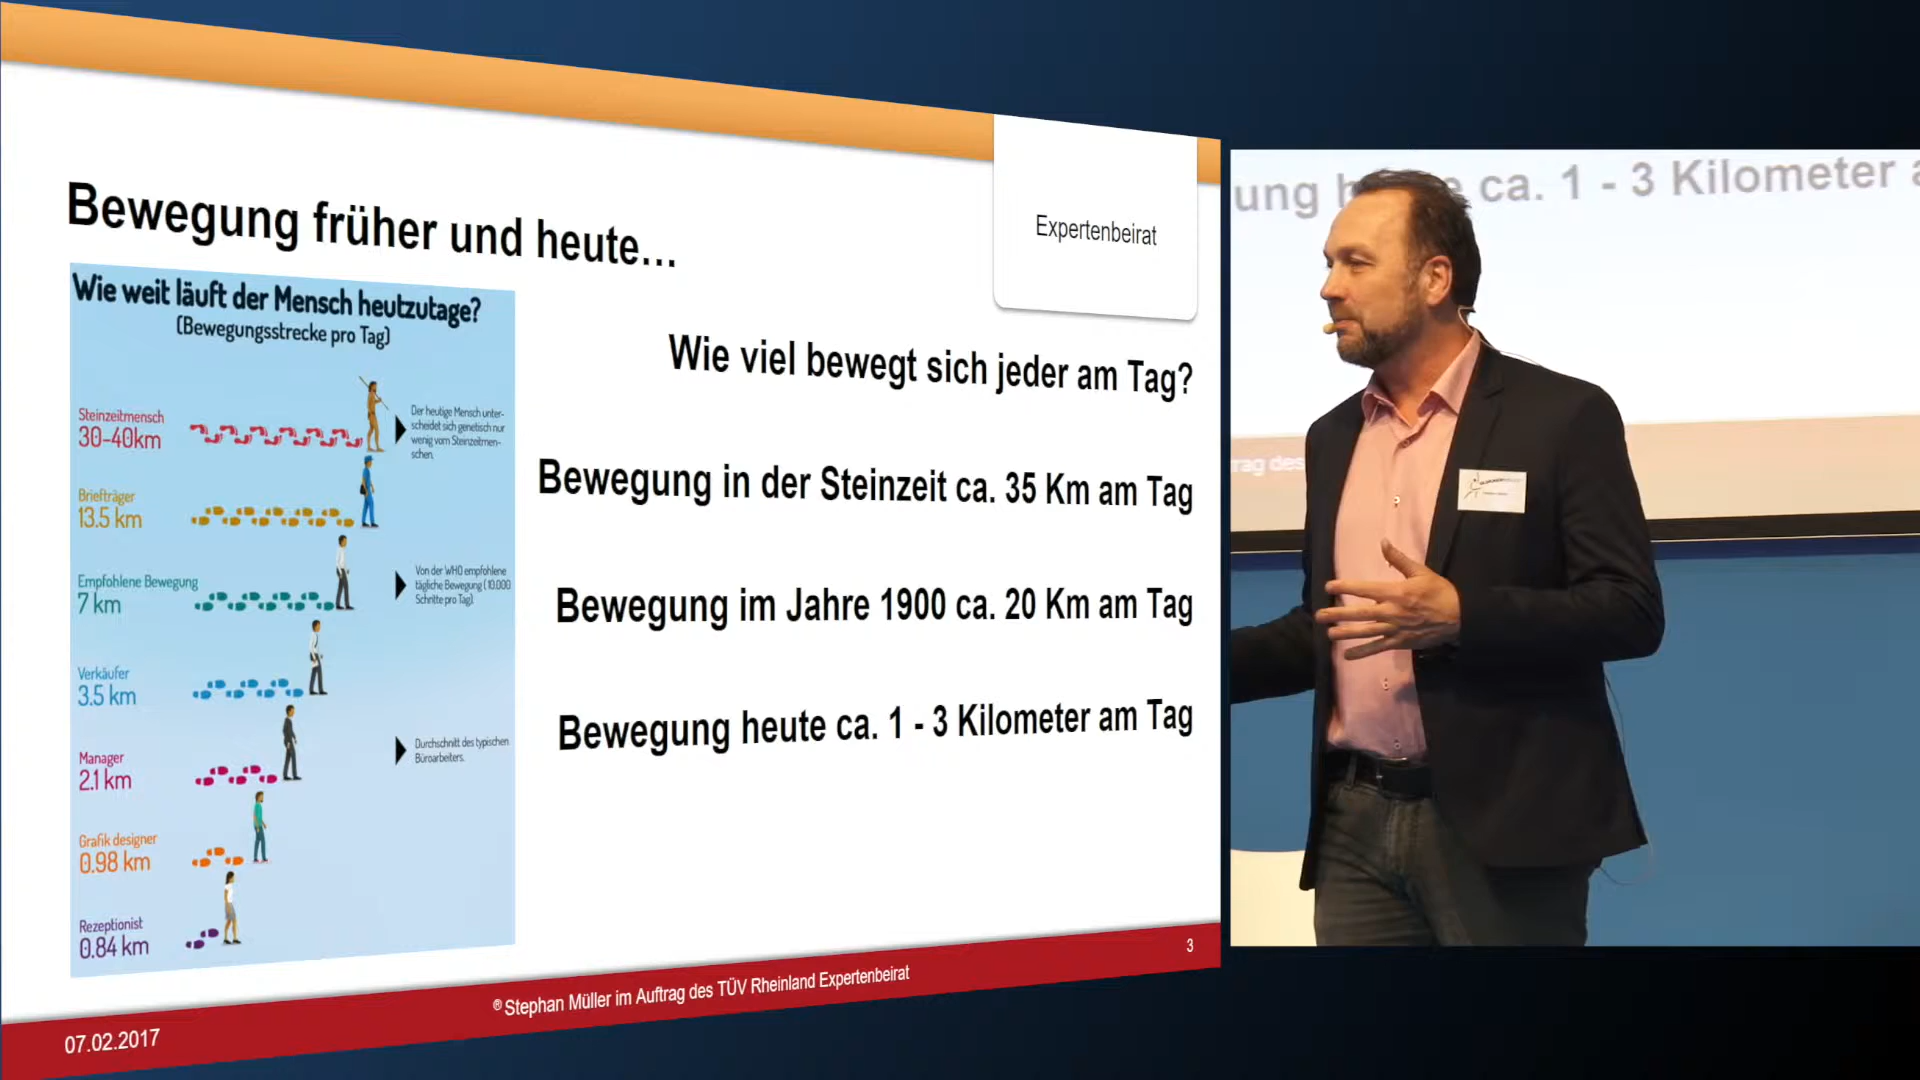 Bewegung früher und heute...
Expertenbeirat
Wie weit läuft der Mensch heutzutage?
(Bewegungsstrecke pro Tag)
Steinzeitmensch
30-40km
Der heutige Mensch unter-
scheidet sich genetisch nur
wenig vom Steinzeitmen-
schen.
Briefträger
13.5 km
Empfohlene Bewegung
7 km
Von der WHO empfohlene
tägliche Bewegung (10.000
Schritte pro Tag).
Verkäufer
3.5 km
Manager
2.1 km
Durchschnitt des typischen
Büroarbeiters.
Grafik designer
0.98 km
Rezeptionist
0.84 km
Wie viel bewegt sich jeder am Tag?
Bewegung in der Steinzeit ca. 35 Km am Tag
Bewegung im Jahre 1900 ca. 20 Km am Tag
Bewegung heute ca. 1 - 3 Kilometer am Tag
3
® Stephan Müller im Auftrag des TÜV Rheinland Expertenbeirat
07.02.2017
ung h e ca. 1 - 3 Kilometer a
rag des